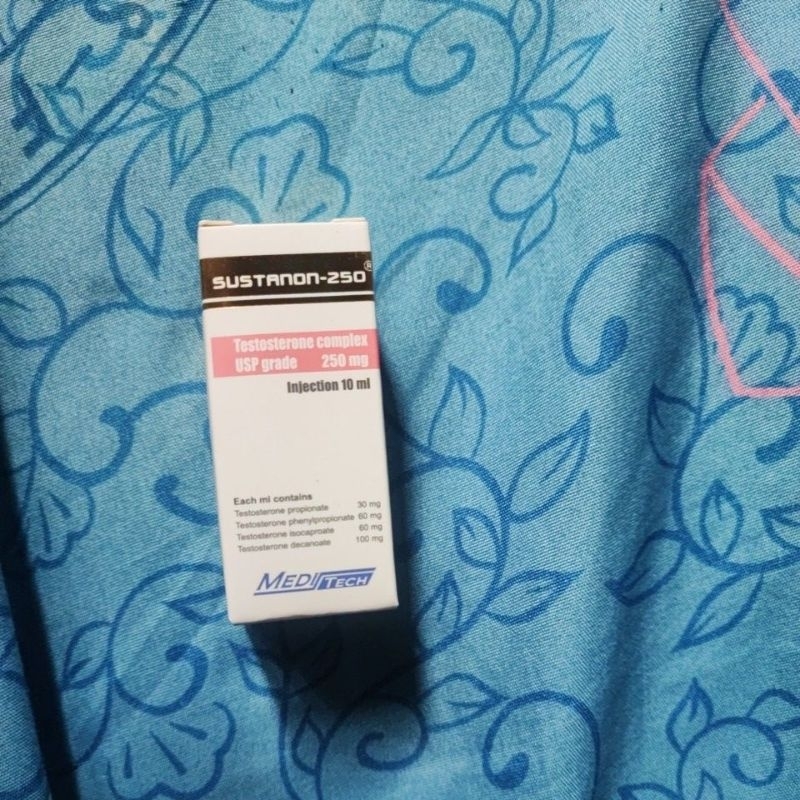 SUSTANON-250®
Testosterone complex
USP grade 250 mg
Injection 10 ml
Each ml contains
Testosterone propionate 30 mg
Testosterone phenylpropionate 60 mg
Testosterone isocaproate 60 mg
Testosterone decanoate 100 mg
MEDITECH